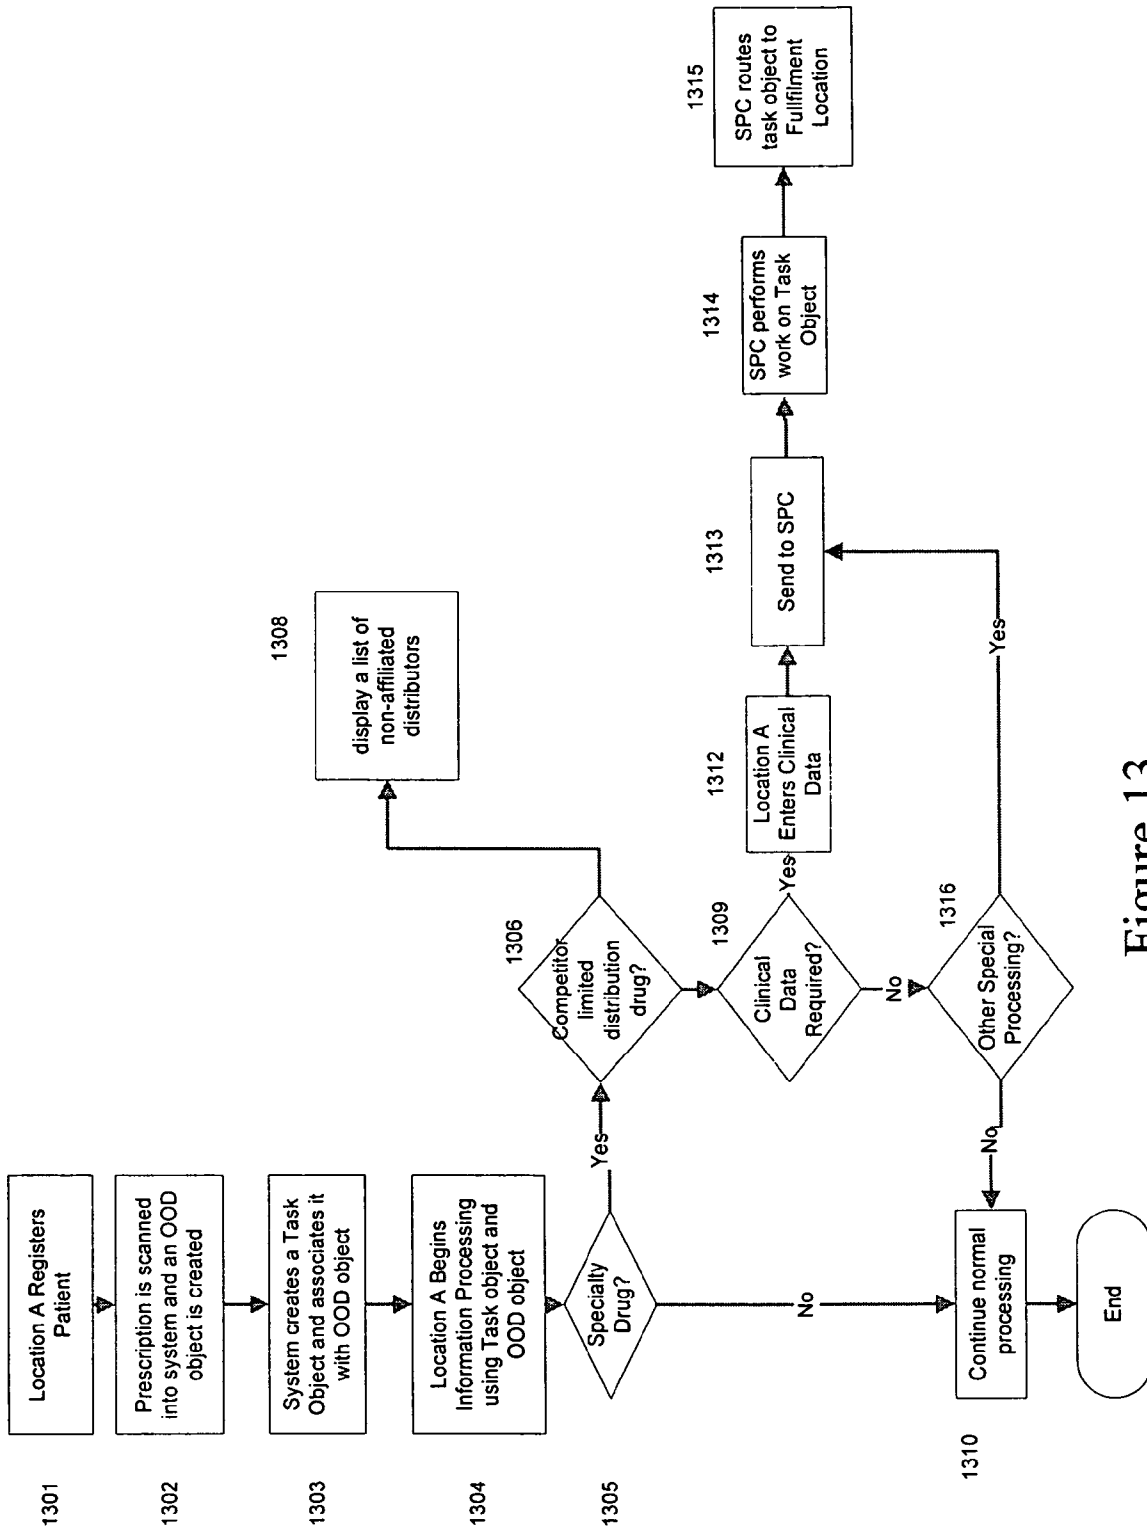 1301
Location A Registers
Patient
1302
Prescription is scanned
into system and an OOD
object is created
1303
System creates a Task
Object and associates it
with OOD object
1304
Location A Begins
Information Processing
using Task object and
OOD object
1305
Specialty
Drug?
Yes
No
1306
Competitor
limited
distribution
drug?
1308
display a list of
non-affiliated
distributors
1309
Clinical
Data
Required?
Yes
No
1312
Location A
Enters Clinical
Data
1313
Send to SPC
1314
SPC performs
work on Task
Object
1315
SPC routes
task object to
Fullfilment
Location
1316
Other Special
Processing?
Yes
No
1310
Continue normal
processing
End
Figure 13